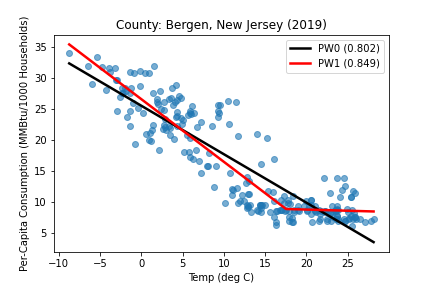 County: Bergen, New Jersey (2019)
PW0 (0.802)
PW1 (0.849)
Per-Capita Consumption (MMBtu/1000 Households)
35
30
25
20
15
10
5
−10 −5 0 5 10 15 20 25
Temp (deg C)